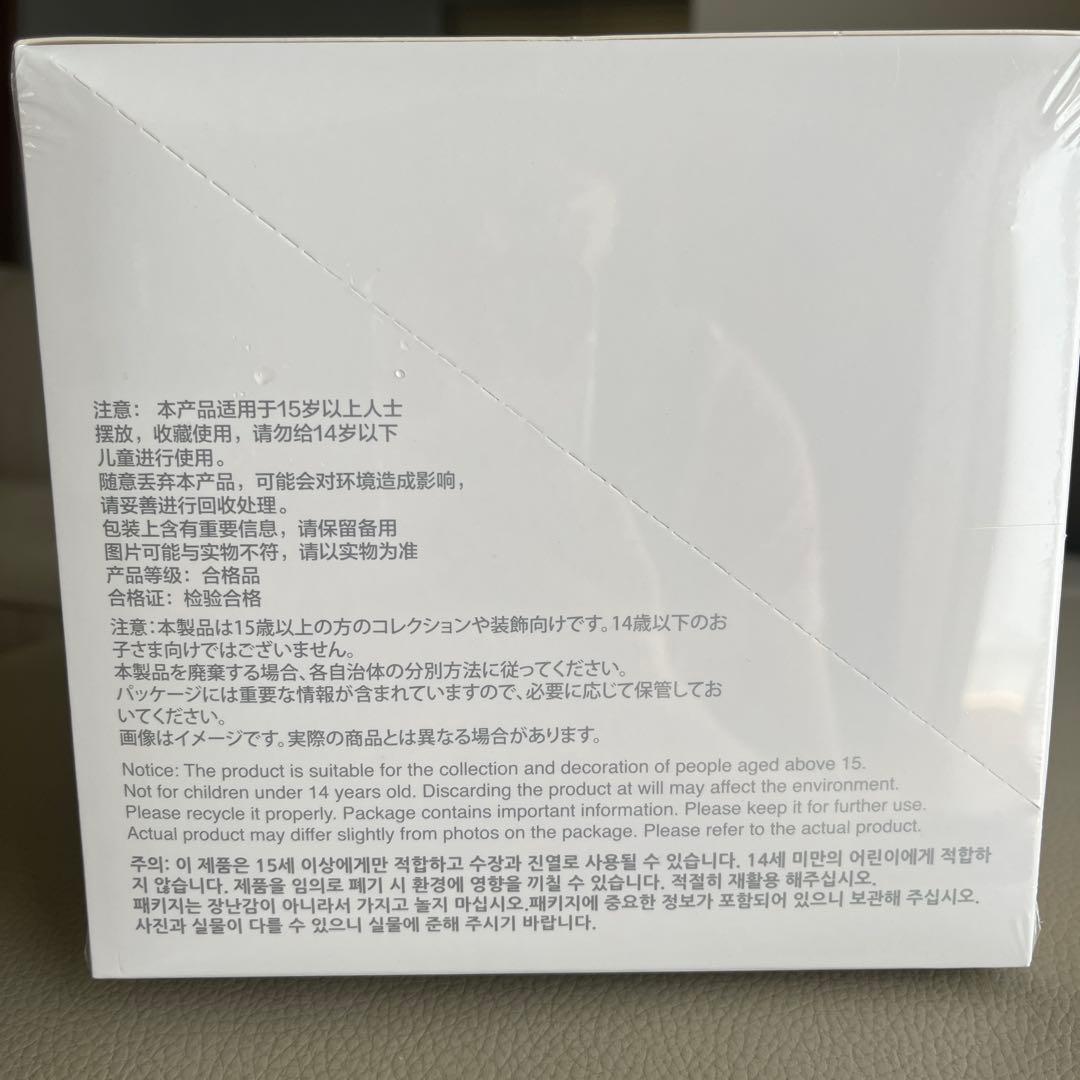 注意： 本产品适用于15岁以上人士
摆放，收藏使用，请勿给14岁以下
儿童进行使用。
随意丢弃本产品，可能会对环境造成影响，
请妥善进行回收处理。
包装上含有重要信息，请保留备用
图片可能与实物不符，请以实物为准
产品等级：合格品
合格证：检验合格
注意：本製品は15歳以上の方のコレクションや装飾向けです。14歳以下のお
子さま向けではございません。
本製品を廃棄する場合、各自治体の分別方法に従ってください。
パッケージには重要な情報が含まれていますので、必要に応じて保管してお
いてください。
画像はイメージです。実際の商品とは異なる場合があります。
Notice: The product is suitable for the collection and decoration of people aged above 15.
Not for children under 14 years old. Discarding the product at will may affect the environment.
Please recycle it properly. Package contains important information. Please keep it for further use.
Actual product may differ slightly from photos on the package. Please refer to the actual product.
주의: 이 제품은 15세 이상에게만 적합하고 수장과 진열로 사용될 수 있습니다. 14세 미만의 어린이에게 적합하
지 않습니다. 제품을 임의로 폐기 시 환경에 영향을 끼칠 수 있습니다. 적절히 재활용 해주십시오.
패키지는 장난감이 아니라서 가지고 놀지 마십시오.패키지에 중요한 정보가 포함되어 있으니 보관해 주십시오.
사진과 실물이 다를 수 있으니 실물에 준해 주시기 바랍니다.